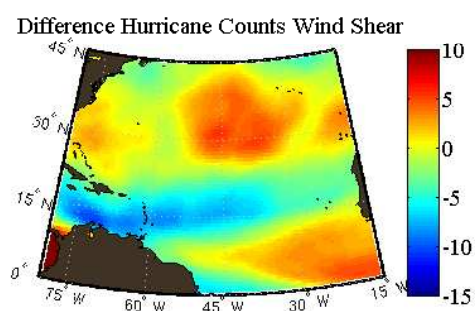 Difference Hurricane Counts Wind Shear
45° N
30° N
15° N
0°
75° W
60° W
45° W
30° W
15° W
10
5
0
-5
-10
-15